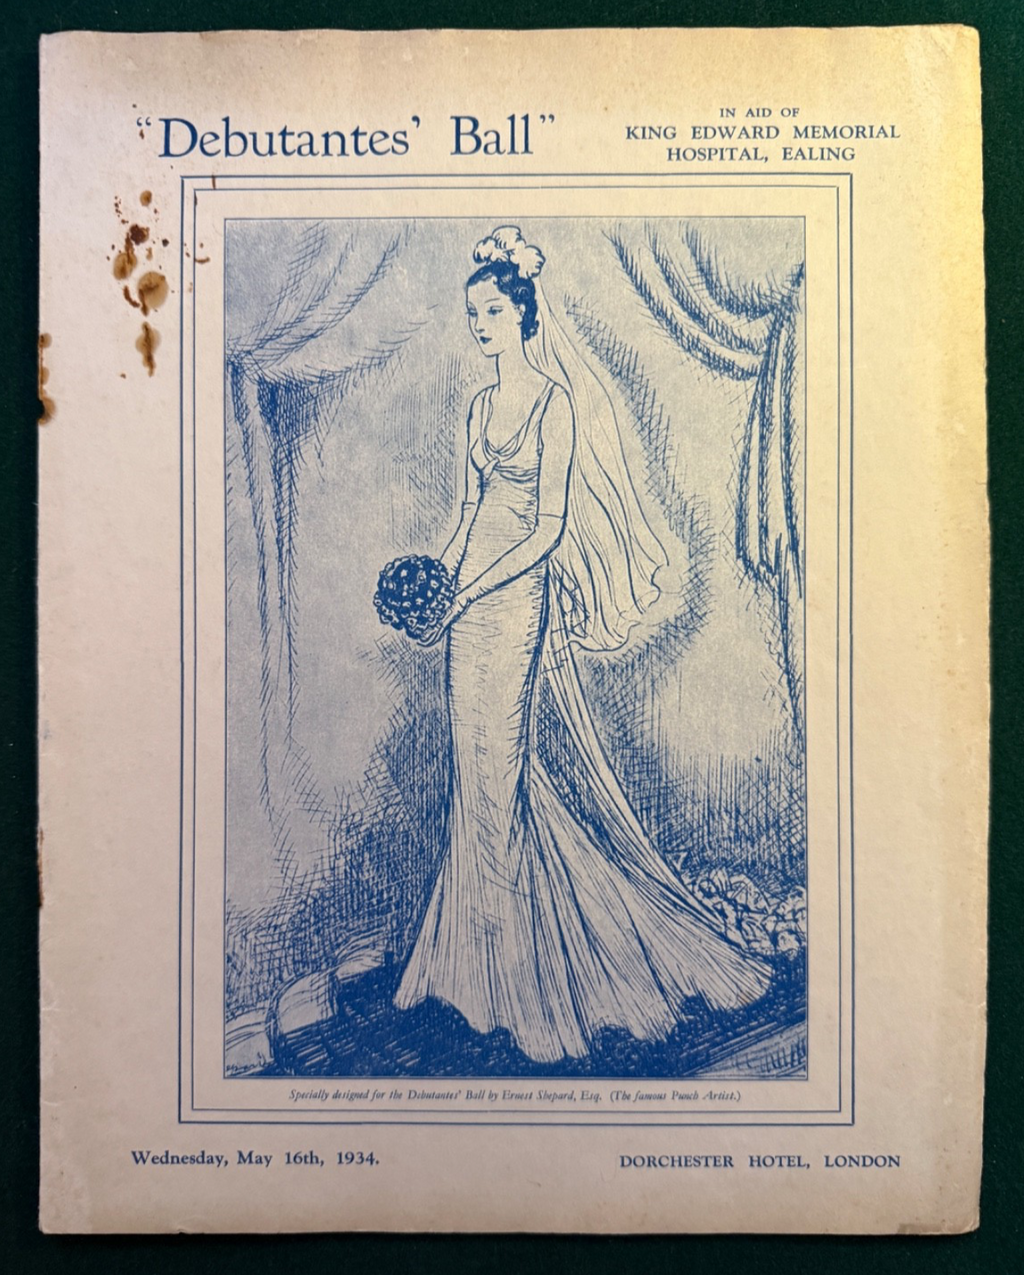 “Debutantes’ Ball”
IN AID OF
KING EDWARD MEMORIAL
HOSPITAL, EALING
Specially designed for the Debutantes’ Ball by Ernest Shepard, Esq. (The famous Punch Artist.)
Wednesday, May 16th, 1934.
DORCHESTER HOTEL, LONDON